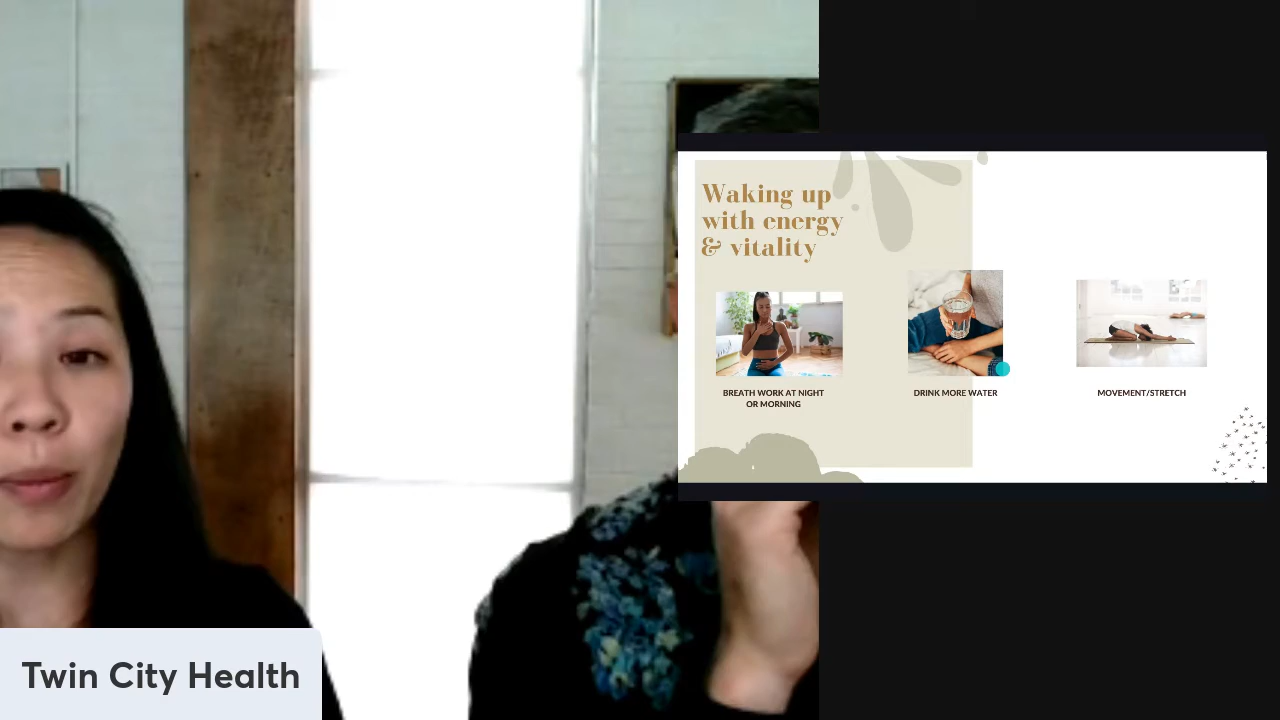 Waking up
with energy
& vitality
BREATH WORK AT NIGHT
OR MORNING
DRINK MORE WATER
MOVEMENT/STRETCH
Twin City Health